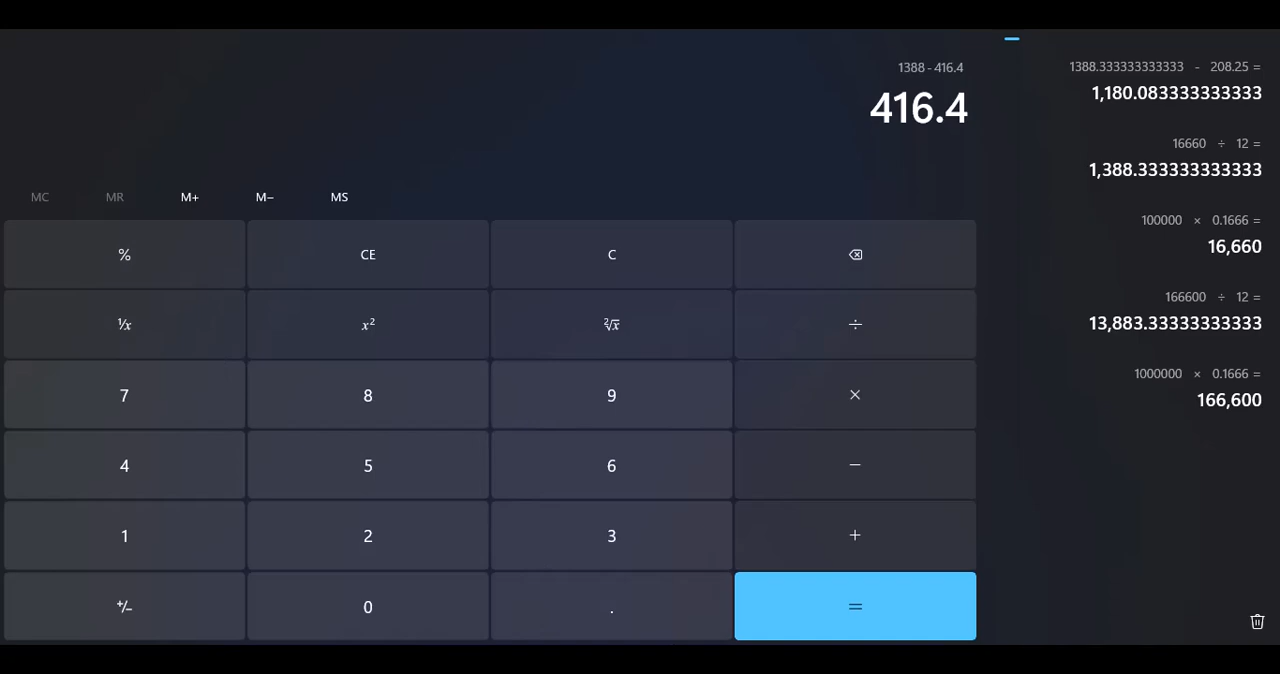 1388 - 416.4
416.4
MC MR M+ M− MS
% CE C ⌫
⅟x x² ²√x ÷
7 8 9 ×
4 5 6 −
1 2 3 +
+/− 0 . =
1388.333333333333 - 208.25 =
1,180.083333333333
16660 ÷ 12 =
1,388.333333333333
100000 × 0.1666 =
16,660
166600 ÷ 12 =
13,883.33333333333
1000000 × 0.1666 =
166,600